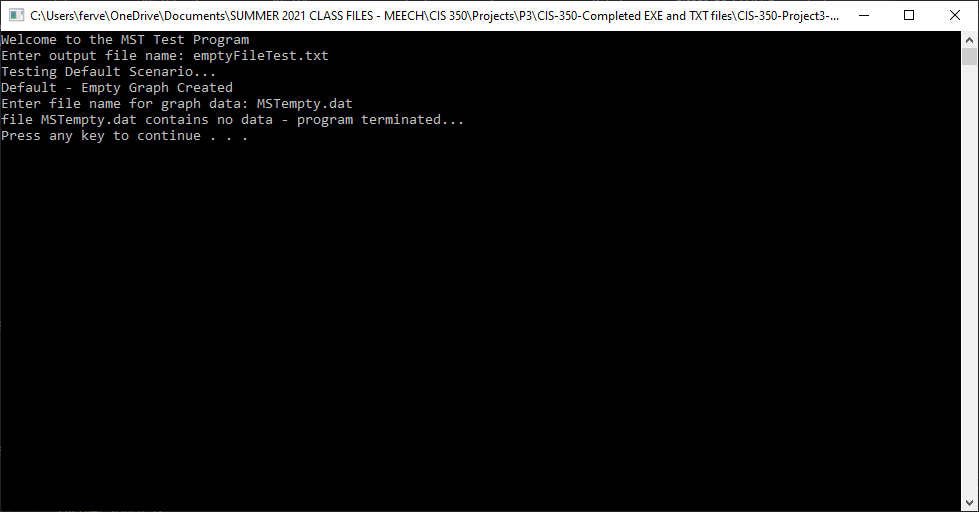 C:\Users\ferve\OneDrive\Documents\SUMMER 2021 CLASS FILES - MEECH\CIS 350\Projects\P3\CIS-350-Completed EXE and TXT files\CIS-350-Project3-...
Welcome to the MST Test Program
Enter output file name: emptyFileTest.txt
Testing Default Scenario...
Default - Empty Graph Created
Enter file name for graph data: MSTempty.dat
file MSTempty.dat contains no data - program terminated...
Press any key to continue . . .